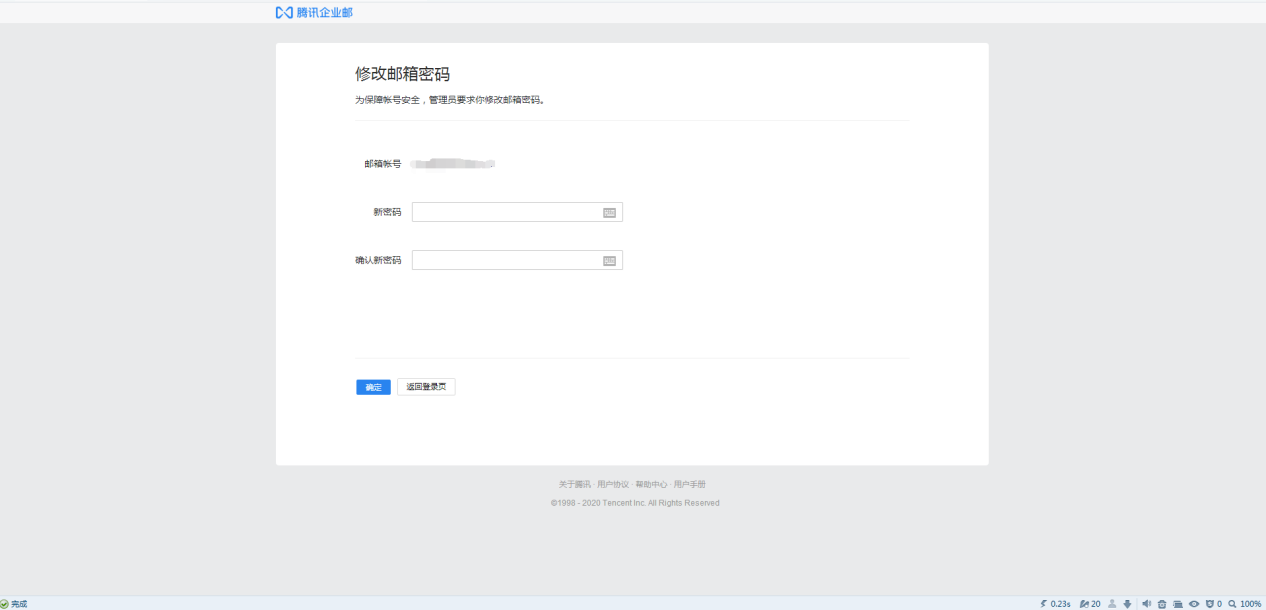 腾讯企业邮
修改邮箱密码
为保障帐号安全，管理员要求你修改邮箱密码。
邮箱帐号
新密码
确认新密码
确定 返回登录页
关于腾讯 · 用户协议 · 帮助中心 · 用户手册
©1998 - 2020 Tencent Inc. All Rights Reserved
完成 0.23s 20 0 100%